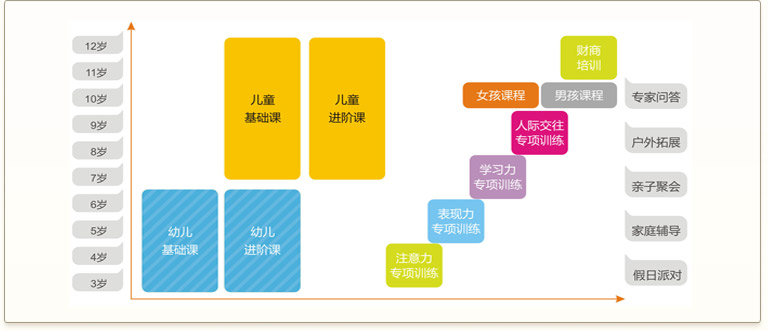 12岁
11岁
10岁
9岁
8岁
7岁
6岁
5岁
4岁
3岁
儿童
基础课
儿童
进阶课
幼儿
基础课
幼儿
进阶课
财商
培训
女孩课程
男孩课程
人际交往
专项训练
学习力
专项训练
表现力
专项训练
注意力
专项训练
专家问答
户外拓展
亲子聚会
家庭辅导
假日派对